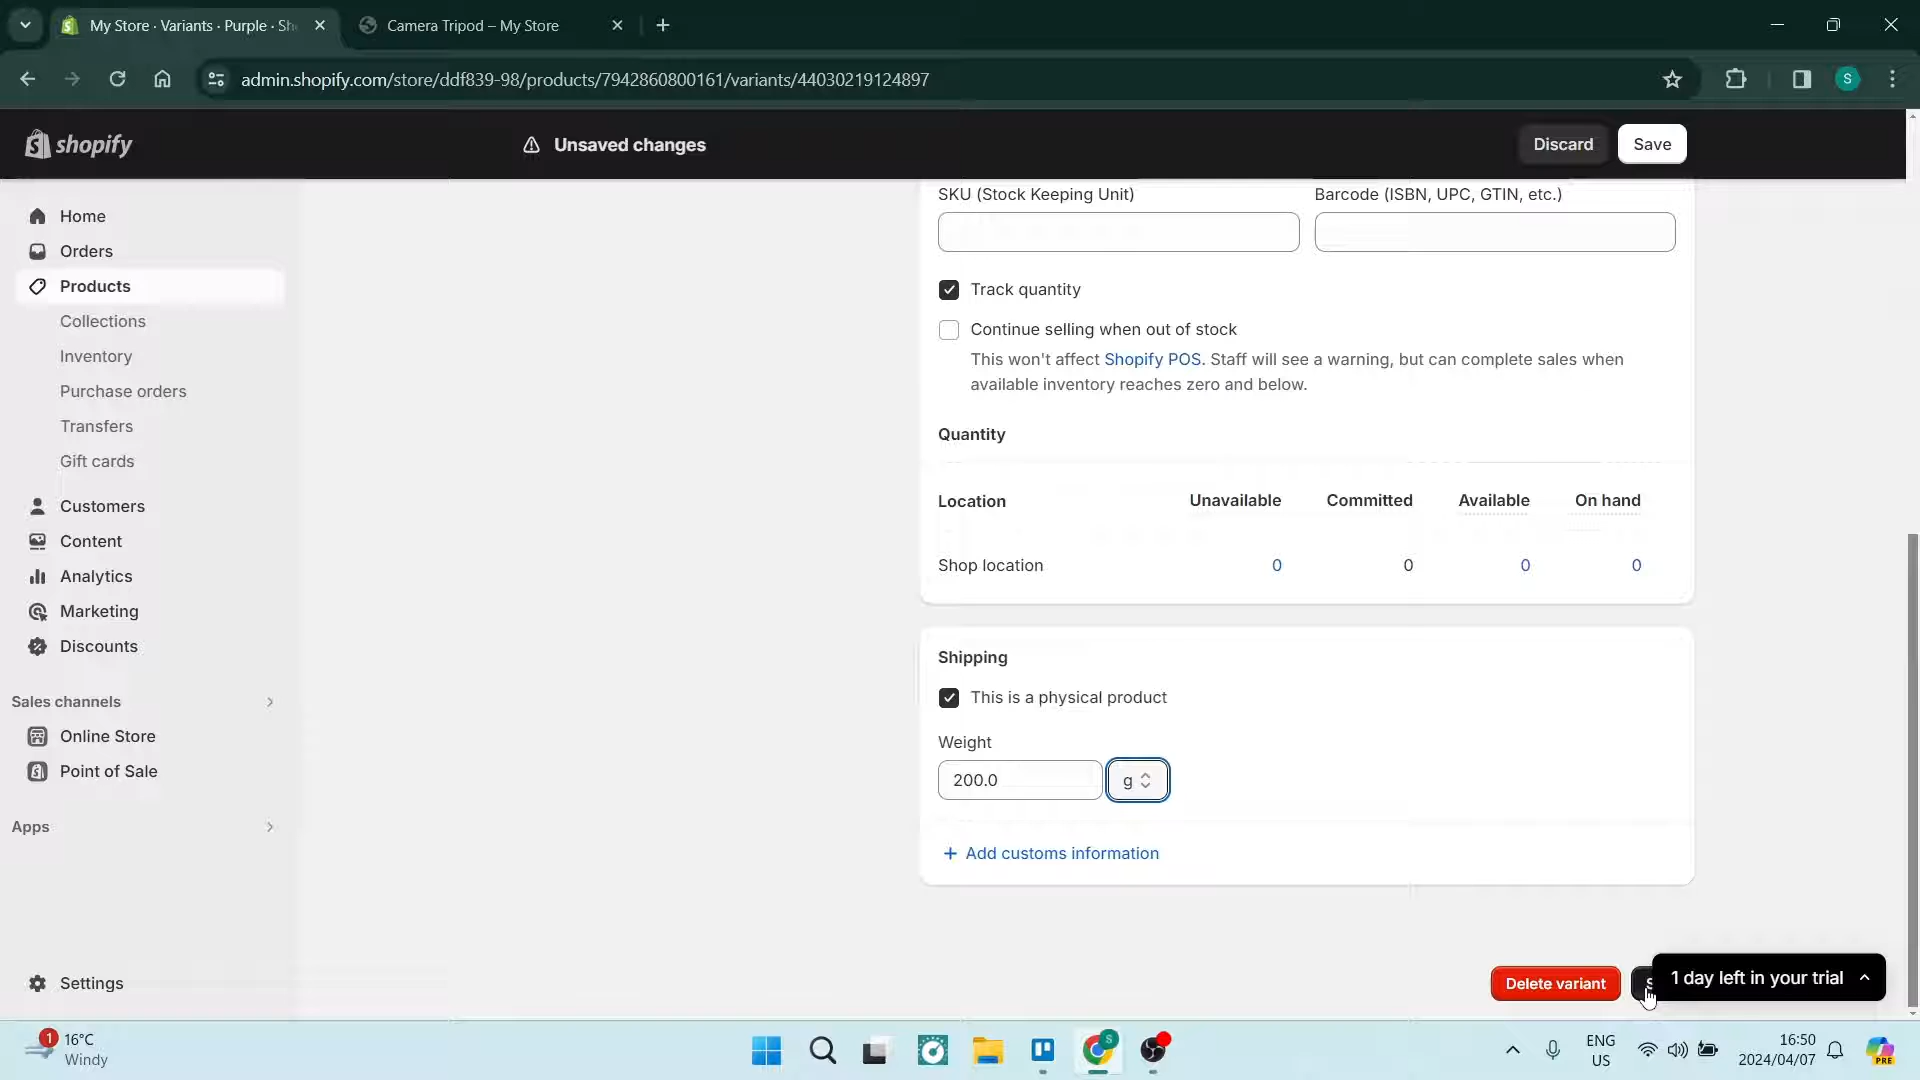 My Store · Variants · Purple · Sh
Camera Tripod – My Store
admin.shopify.com/store/ddf839-98/products/7942860800161/variants/44030219124897
S
shopify
Unsaved changes
Discard
Save
Home
Orders
Products
Collections
Inventory
Purchase orders
Transfers
Gift cards
Customers
Content
Analytics
Marketing
Discounts
Sales channels
Online Store
Point of Sale
Apps
Settings
SKU (Stock Keeping Unit)
Barcode (ISBN, UPC, GTIN, etc.)
Track quantity
Continue selling when out of stock
This won't affect Shopify POS. Staff will see a warning, but can complete sales when
available inventory reaches zero and below.
Quantity
Location Unavailable Committed Available On hand
Shop location 0 0 0 0
Shipping
This is a physical product
Weight
200.0 g
+ Add customs information
Delete variant
1 day left in your trial
1
16°C
Windy
S
ENG
US
16:50
2024/04/07
PRE